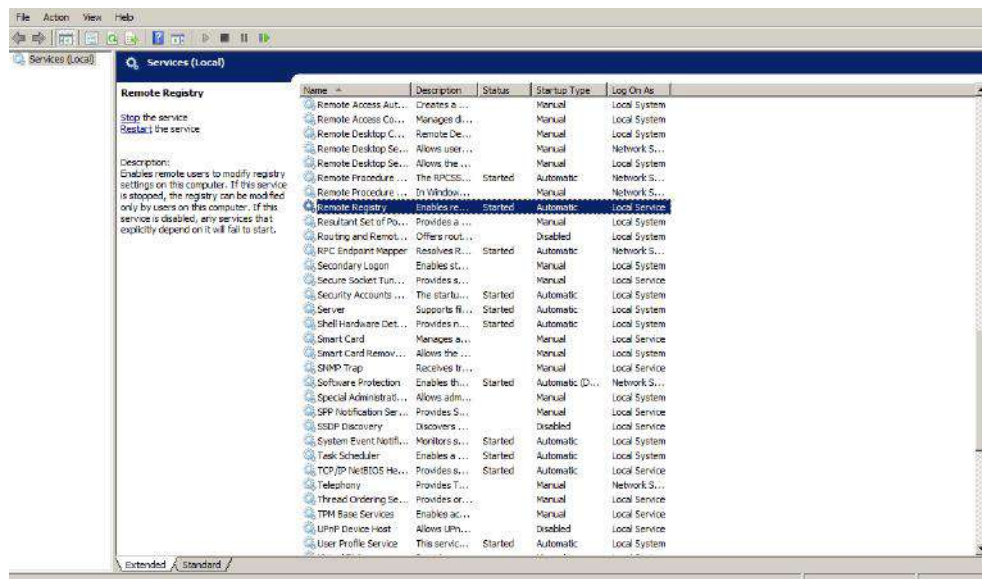 File Action View Help
Services (Local)
Services (Local)
Remote Registry
Stop the service
Restart the service
Description:
Enables remote users to modify registry
settings on this computer. If this service
is stopped, the registry can be modified
only by users on this computer. If this
service is disabled, any services that
explicitly depend on it will fail to start.
Name Description Status Startup Type Log On As
Remote Access Aut... Creates a ... Manual Local System
Remote Access Co... Manages di... Manual Local System
Remote Desktop C... Remote De... Manual Local System
Remote Desktop Se... Allows user... Manual Network S...
Remote Desktop Se... Allows the ... Manual Local System
Remote Procedure ... The RPCSS... Started Automatic Network S...
Remote Procedure ... In Window... Manual Network S...
Remote Registry Enables re... Started Automatic Local Service
Resultant Set of Po... Provides a ... Manual Local System
Routing and Remot... Offers rout... Disabled Local System
RPC Endpoint Mapper Resolves R... Started Automatic Network S...
Secondary Logon Enables st... Manual Local System
Secure Socket Tun... Provides s... Manual Local Service
Security Accounts ... The startu... Started Automatic Local System
Server Supports fi... Started Automatic Local System
Shell Hardware Det... Provides n... Started Automatic Local System
Smart Card Manages a... Manual Local Service
Smart Card Remov... Allows the ... Manual Local System
SNMP Trap Receives tr... Manual Local Service
Software Protection Enables th... Started Automatic (D... Network S...
Special Administrati... Allows adm... Manual Local System
SPP Notification Ser... Provides S... Manual Local Service
SSDP Discovery Discovers ... Disabled Local Service
System Event Notifi... Monitors s... Started Automatic Local System
Task Scheduler Enables a ... Started Automatic Local System
TCP/IP NetBIOS He... Provides s... Started Automatic Local Service
Telephony Provides T... Manual Network S...
Thread Ordering Se... Provides or... Manual Local Service
TPM Base Services Enables ac... Manual Local Service
UPnP Device Host Allows UPn... Disabled Local Service
User Profile Service This servic... Started Automatic Local System
Extended Standard